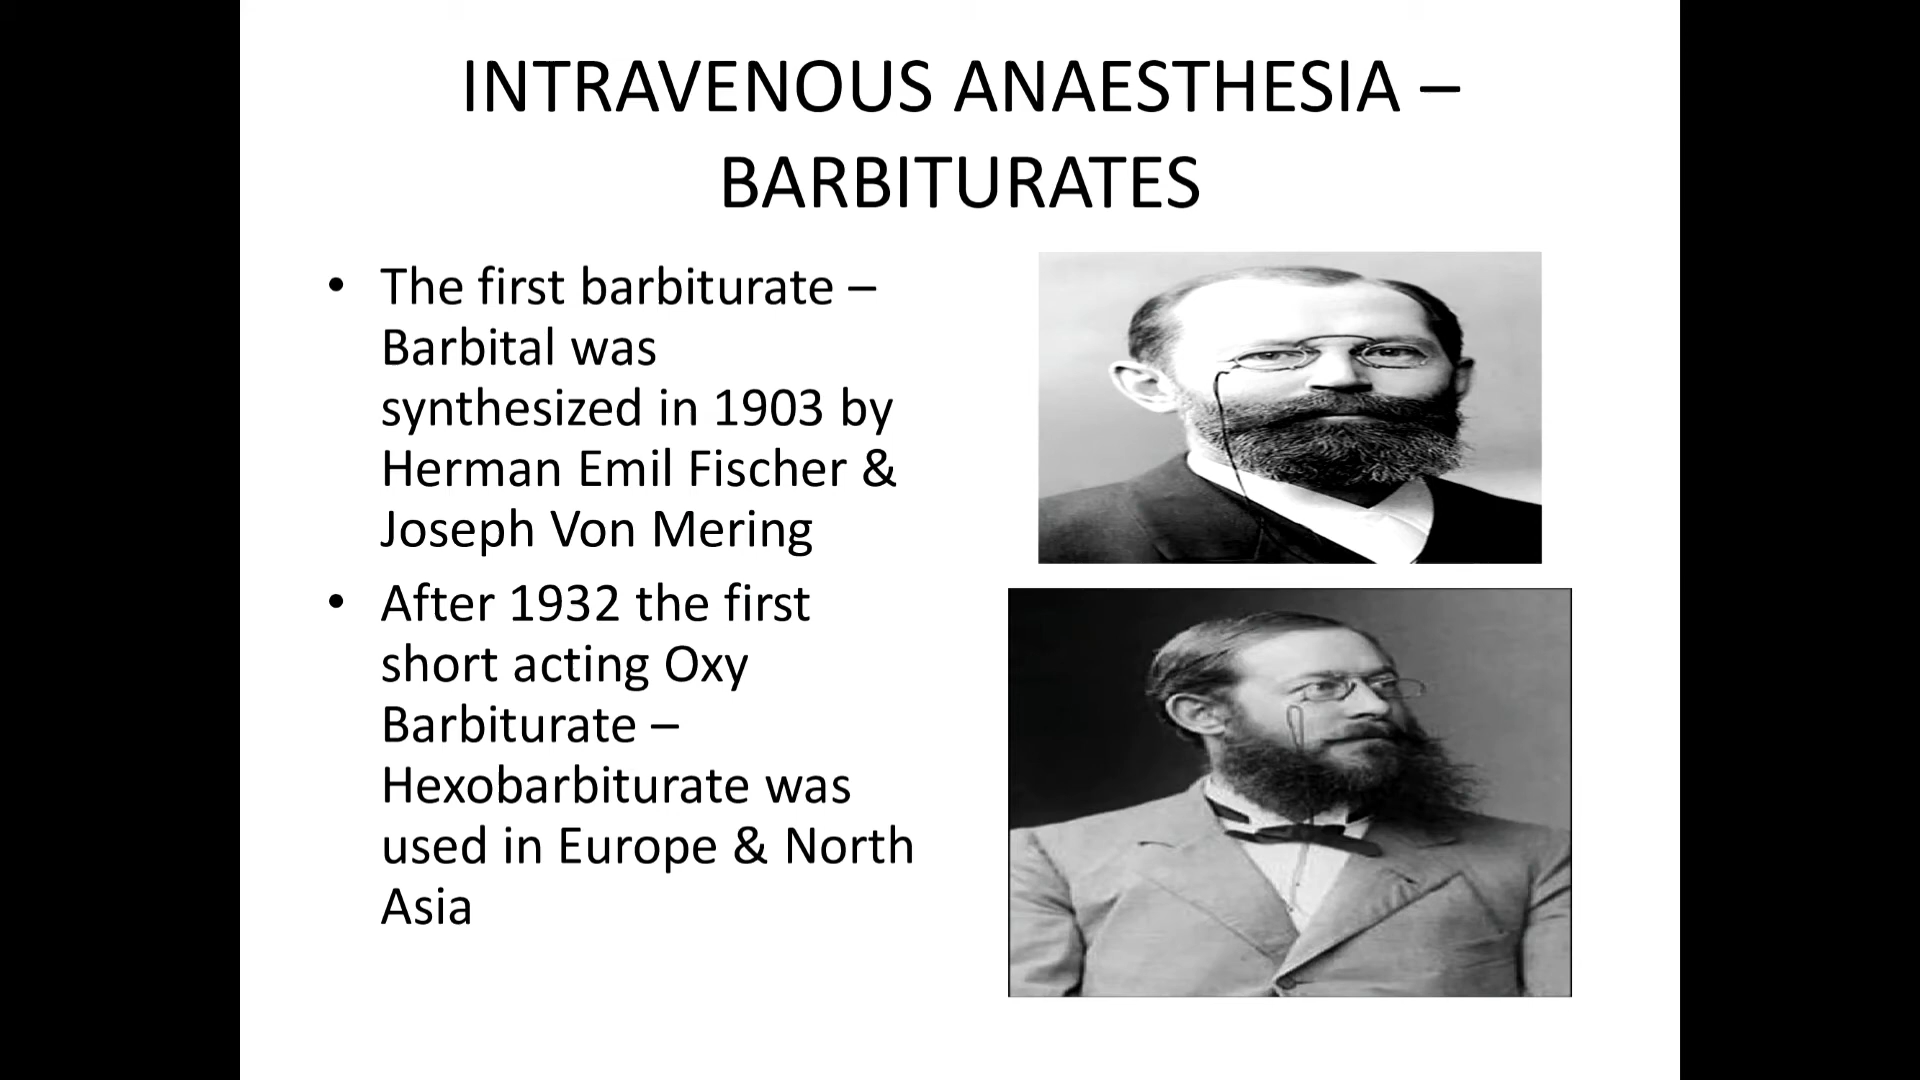 INTRAVENOUS ANAESTHESIA –
BARBITURATES
• The first barbiturate –
Barbital was
synthesized in 1903 by
Herman Emil Fischer &
Joseph Von Mering
• After 1932 the first
short acting Oxy
Barbiturate –
Hexobarbiturate was
used in Europe & North
Asia